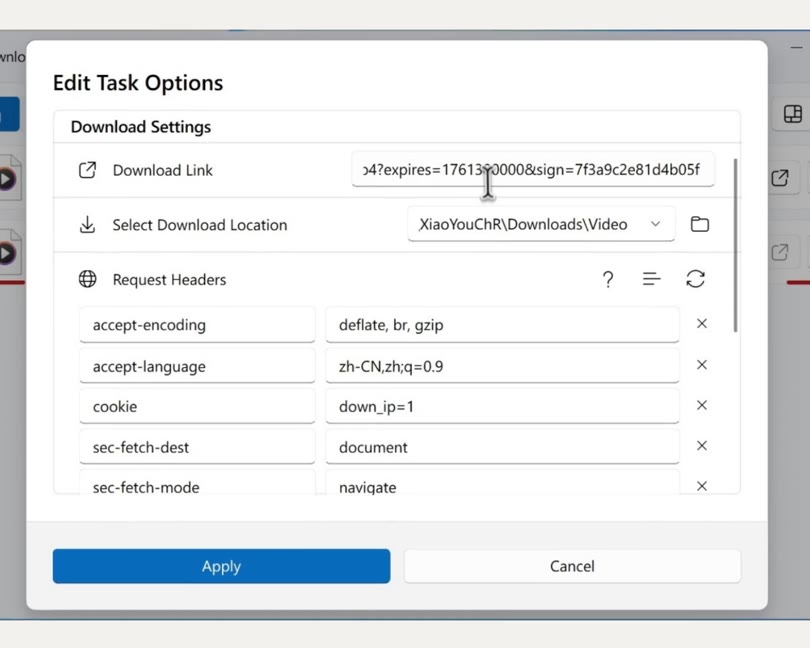 Edit Task Options
Download Settings
Download Link
Select Download Location XiaoYouChR\Downloads\Video
Request Headers ?
accept-encoding deflate, br, gzip
accept-language zh-CN,zh;q=0.9
cookie down_ip=1
sec-fetch-dest document
sec-fetch-mode navigate
Apply Cancel